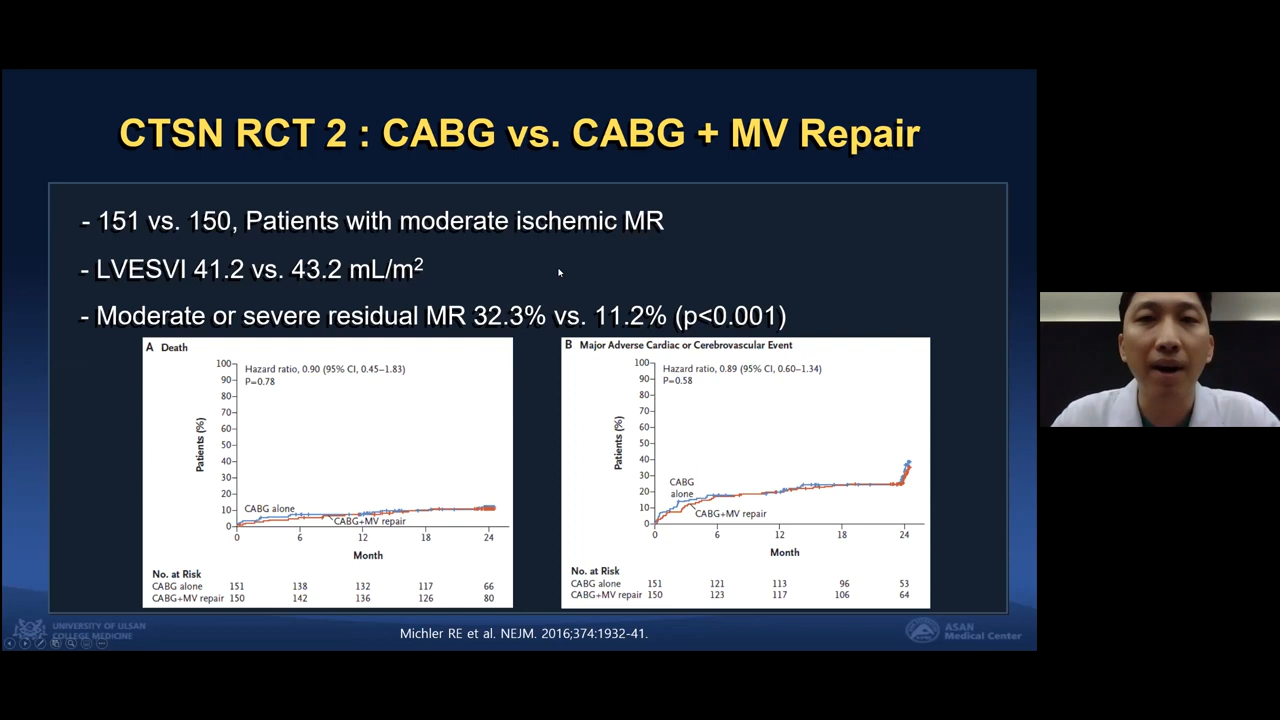 CTSN RCT 2 : CABG vs. CABG + MV Repair
- 151 vs. 150, Patients with moderate ischemic MR
- LVESVI 41.2 vs. 43.2 mL/m²
- Moderate or severe residual MR 32.3% vs. 11.2% (p<0.001)
A Death
100
90
80
70
60
50
40
30
20
10
0
Patients (%)
Hazard ratio, 0.90 (95% CI, 0.45–1.83)
P=0.78
CABG alone
CABG+MV repair
0 6 12 18 24
Month
No. at Risk
CABG alone 151 138 132 117 66
CABG+MV repair 150 142 136 126 80
B Major Adverse Cardiac or Cerebrovascular Event
100
90
80
70
60
50
40
30
20
10
0
Patients (%)
Hazard ratio, 0.89 (95% CI, 0.60–1.34)
P=0.58
CABG
alone
CABG+MV repair
0 6 12 18 24
Month
No. at Risk
CABG alone 151 121 113 96 53
CABG+MV repair 150 123 117 106 64
UNIVERSITY OF ULSAN
COLLEGE MEDICINE
Michler RE et al. NEJM. 2016;374:1932-41.
ASAN
Medical Center